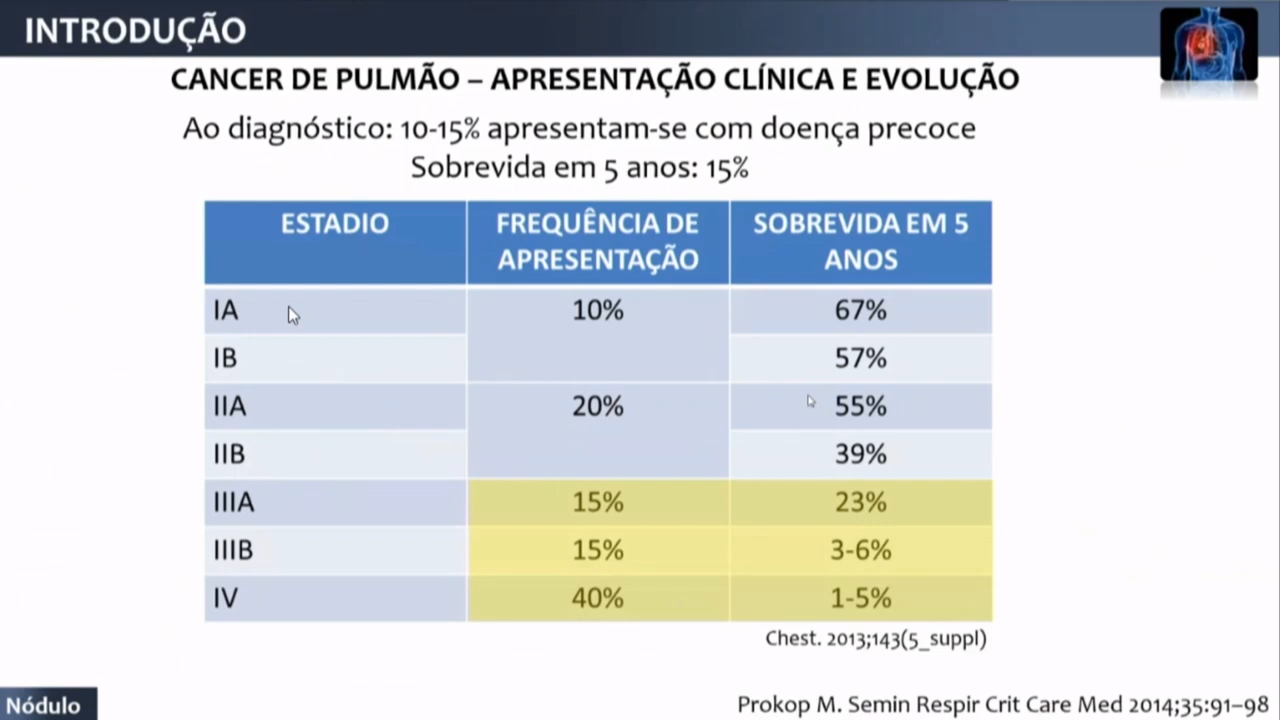 INTRODUÇÃO
CANCER DE PULMÃO – APRESENTAÇÃO CLÍNICA E EVOLUÇÃO
Ao diagnóstico: 10-15% apresentam-se com doença precoce
Sobrevida em 5 anos: 15%
ESTADIO FREQUÊNCIA DE APRESENTAÇÃO SOBREVIDA EM 5 ANOS
IA 10% 67%
IB 57%
IIA 20% 55%
IIB 39%
IIIA 15% 23%
IIIB 15% 3-6%
IV 40% 1-5%
Chest. 2013;143(5_suppl)
Nódulo
Prokop M. Semin Respir Crit Care Med 2014;35:91–98